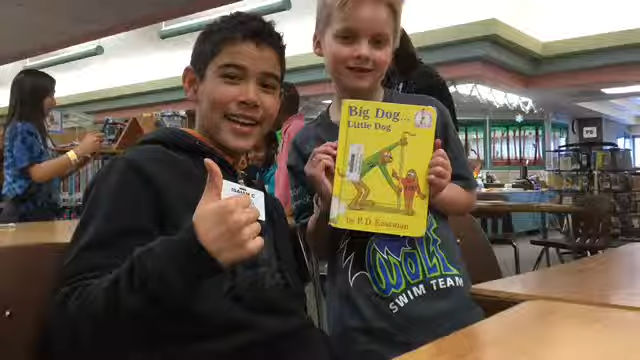 Big Dog...
Little Dog
by P. D. Eastman
WOLF
SWIM TEAM